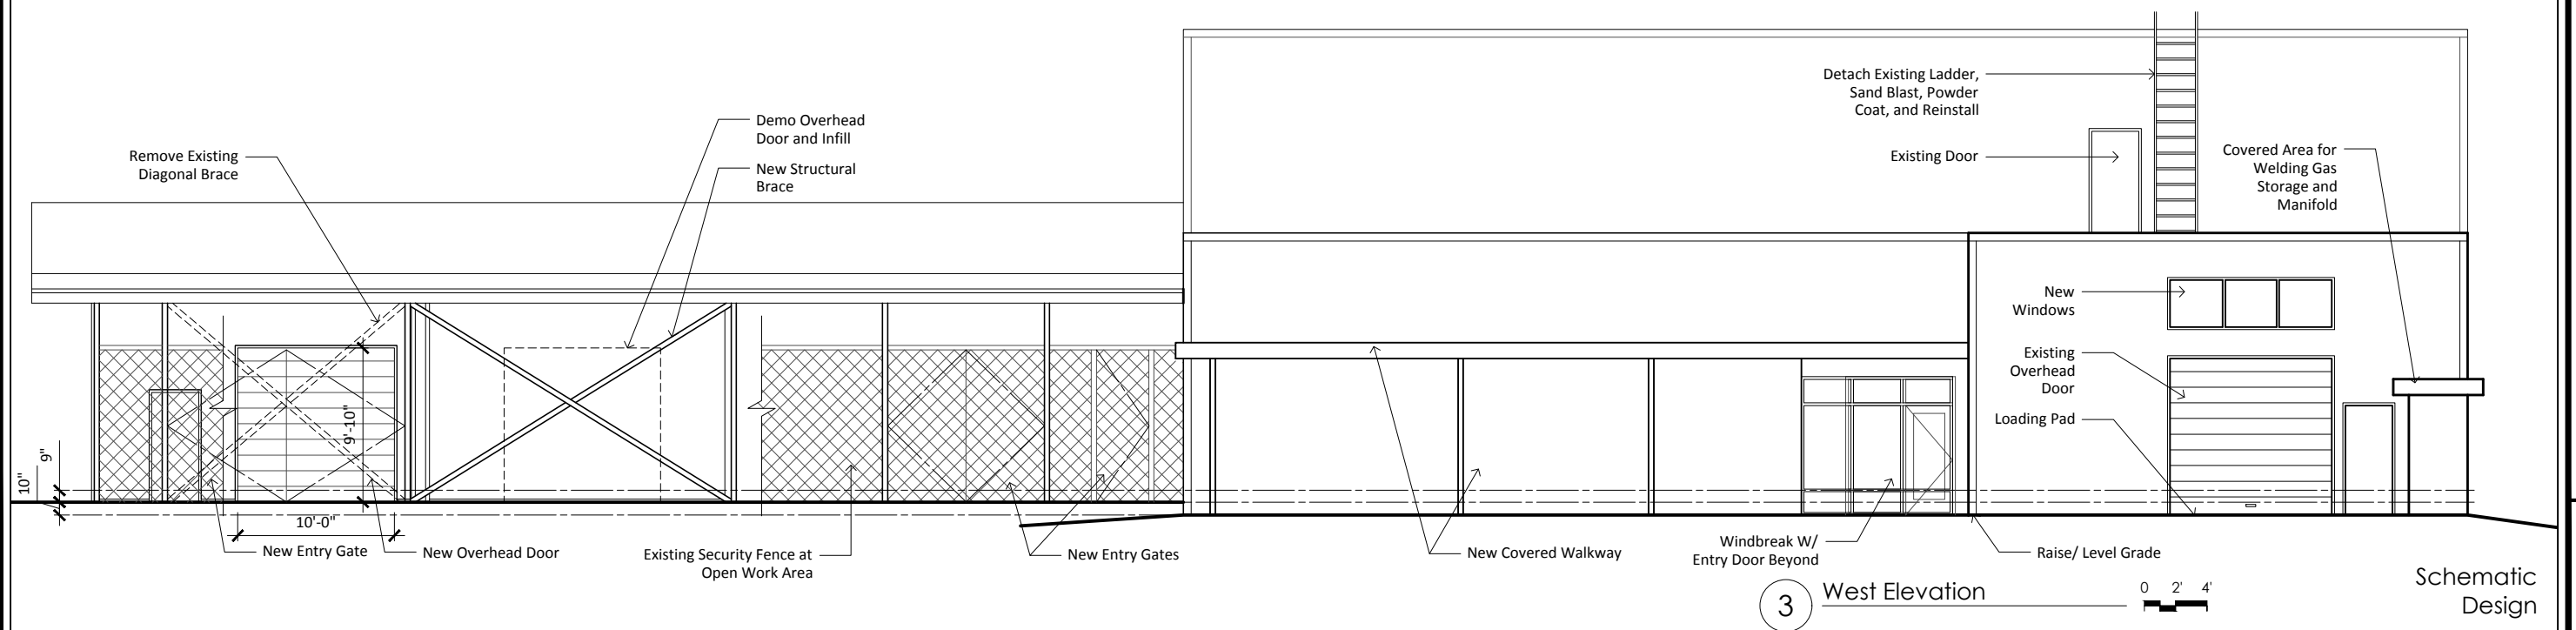 Remove Existing
Diagonal Brace
Demo Overhead
Door and Infill
New Structural
Brace
Detach Existing Ladder,
Sand Blast, Powder
Coat, and Reinstall
Existing Door
Covered Area for
Welding Gas
Storage and
Manifold
New
Windows
Existing
Overhead
Door
Loading Pad
10"
9"
9'-10"
10'-0"
New Entry Gate
New Overhead Door
Existing Security Fence at
Open Work Area
New Entry Gates
New Covered Walkway
Windbreak W/
Entry Door Beyond
Raise/ Level Grade
3
West Elevation
0 2' 4'
Schematic
Design